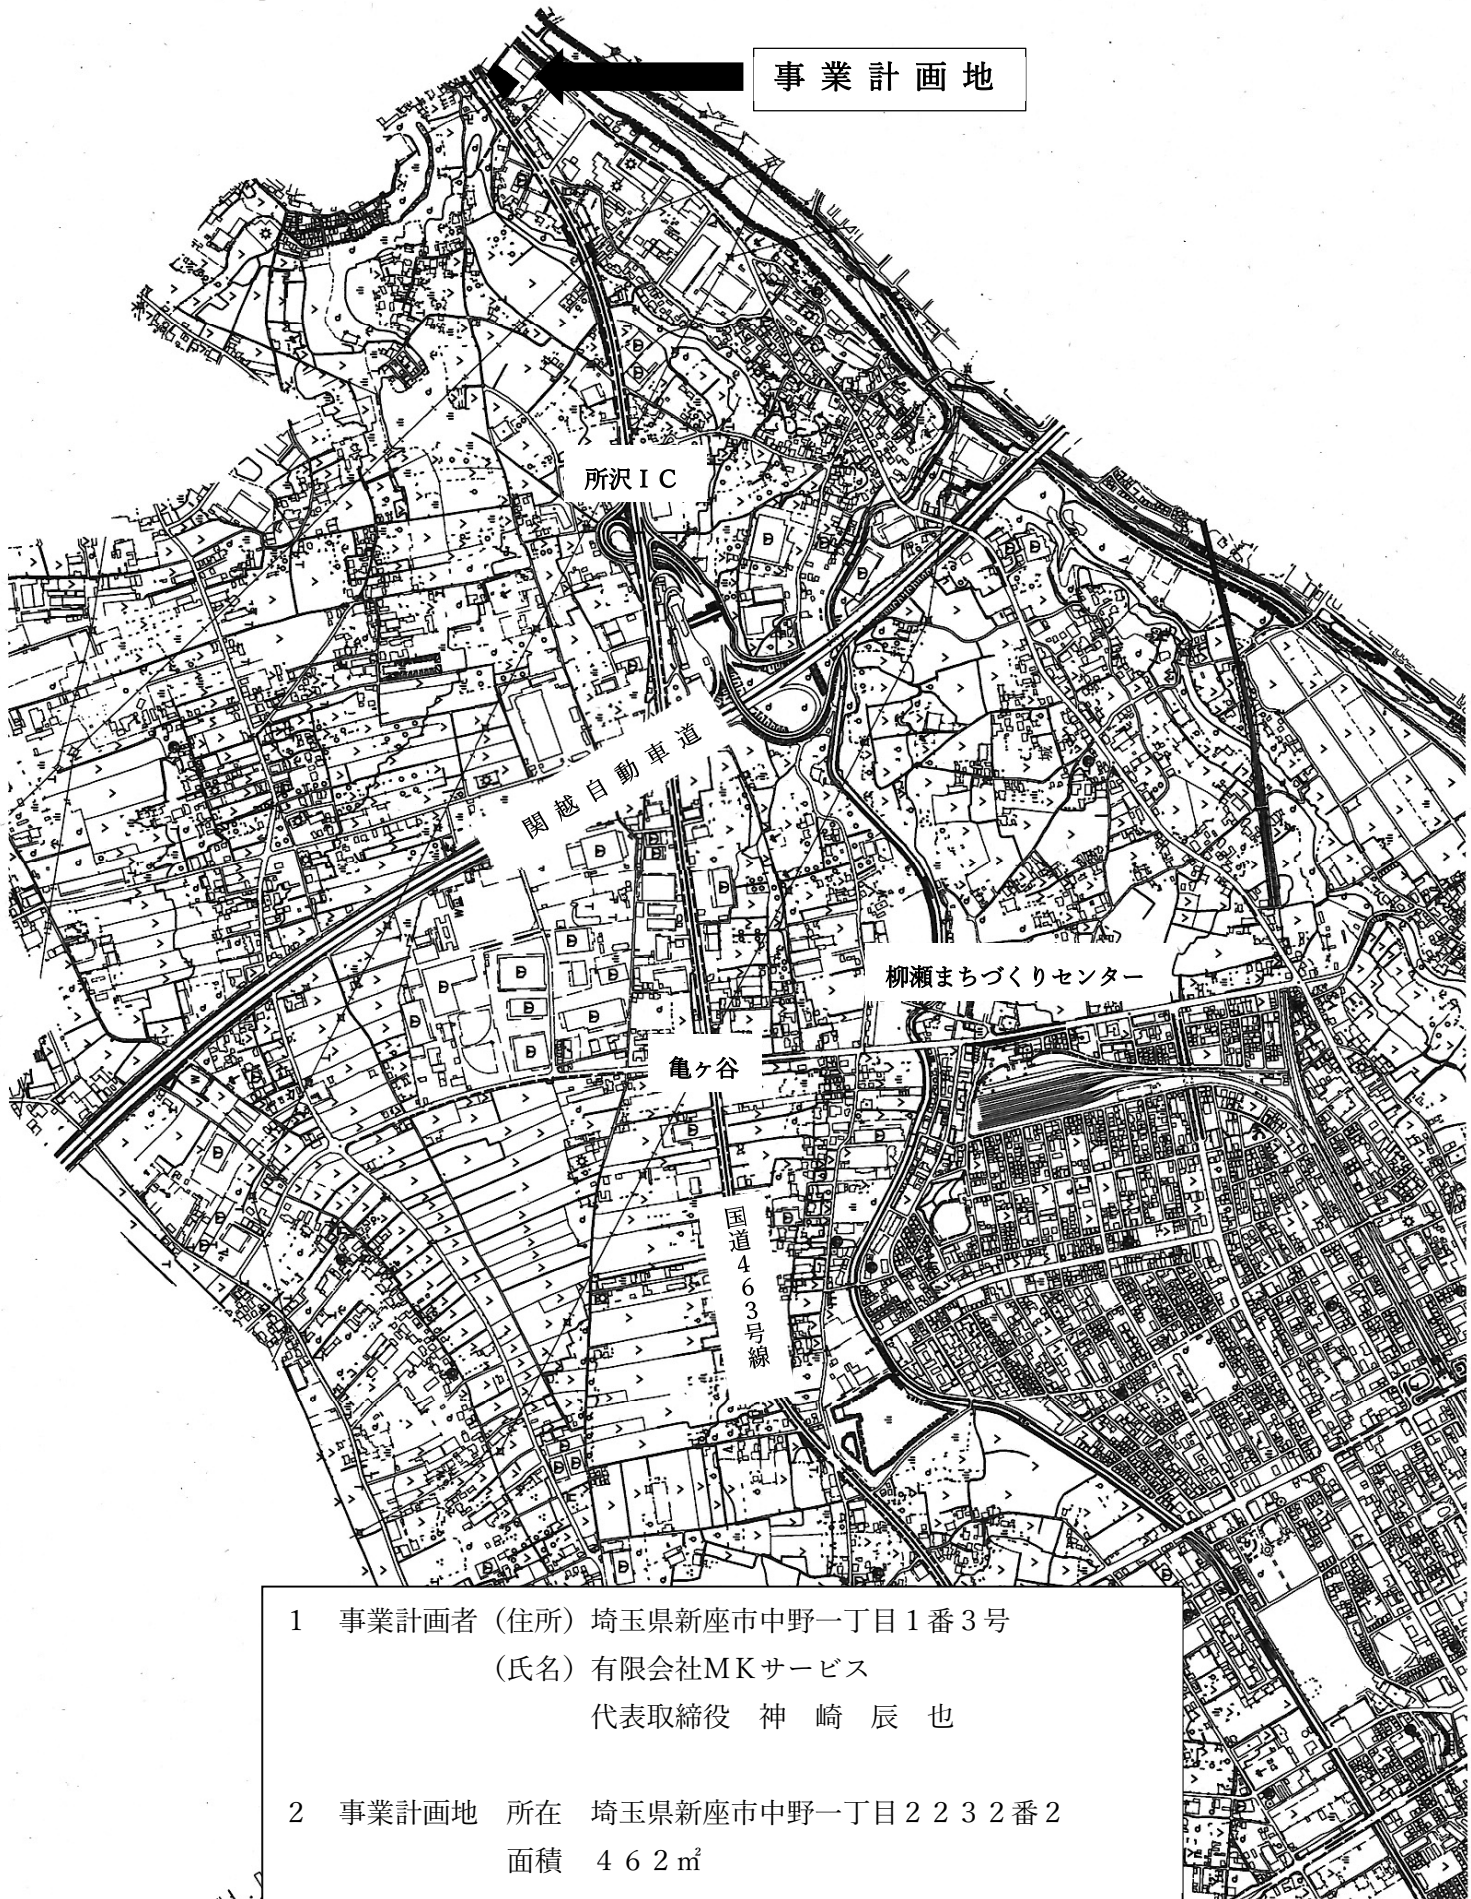 事業計画地
所沢ＩＣ
関越自動車道
柳瀬まちづくりセンター
亀ヶ谷
国道４６３号線
1　事業計画者（住所）埼玉県新座市中野一丁目１番３号
（氏名）有限会社ＭＫサービス
代表取締役　神　崎　辰　也
2　事業計画地　所在　埼玉県新座市中野一丁目２２３２番２
面積　４６２㎡